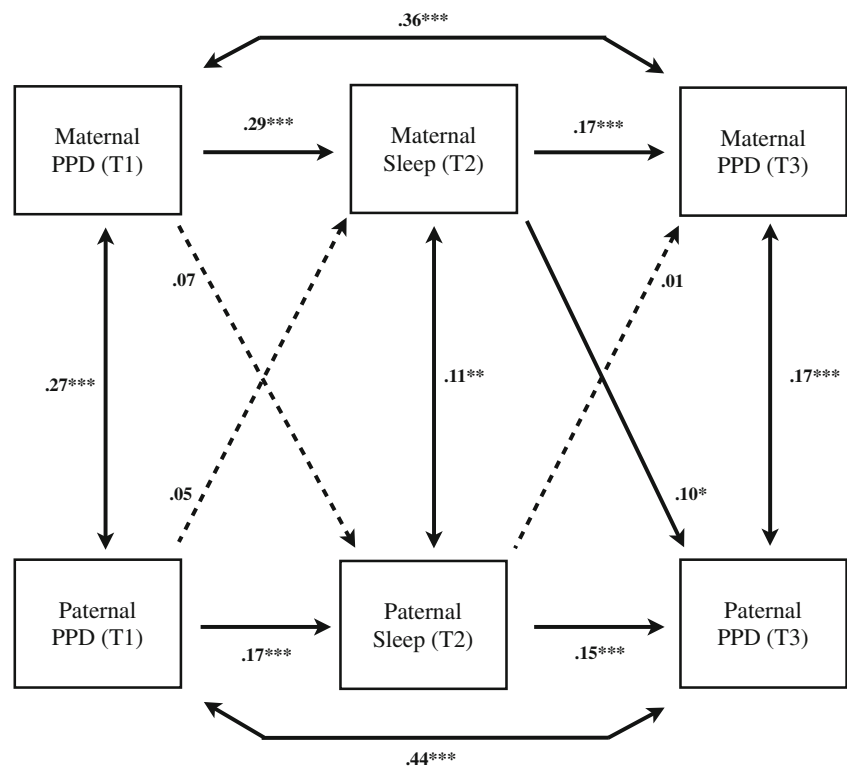 .36***
Maternal
PPD (T1)
.29***
Maternal
Sleep (T2)
.17***
Maternal
PPD (T3)
.07
.01
.27***
.11**
.17***
.05
.10*
Paternal
PPD (T1)
.17***
Paternal
Sleep (T2)
.15***
Paternal
PPD (T3)
.44***